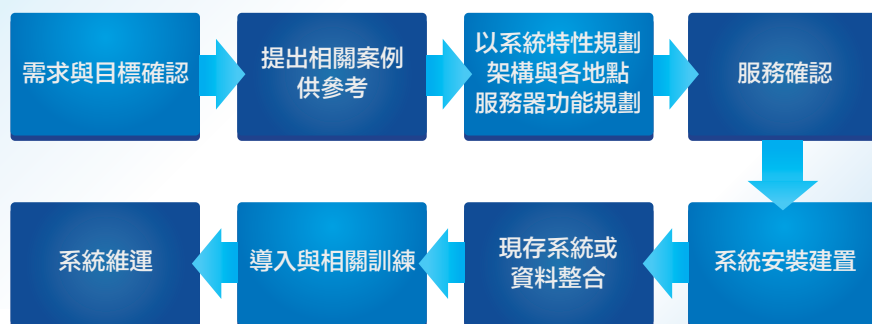 需求與目標確認
提出相關案例
供參考
以系統特性規劃
架構與各地點
服務器功能規劃
服務確認
系統安裝建置
現存系統或
資料整合
導入與相關訓練
系統維運